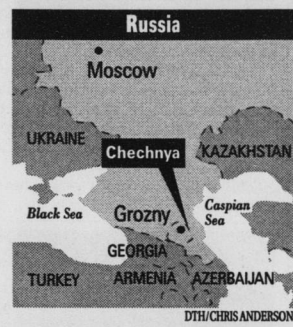 Russia
Moscow
UKRAINE
Chechnya
KAZAKHSTAN
Black Sea
Grozny
Caspian
Sea
GEORGIA
TURKEY
ARMENIA
AZERBAIJAN
DTH/CHRIS ANDERSON